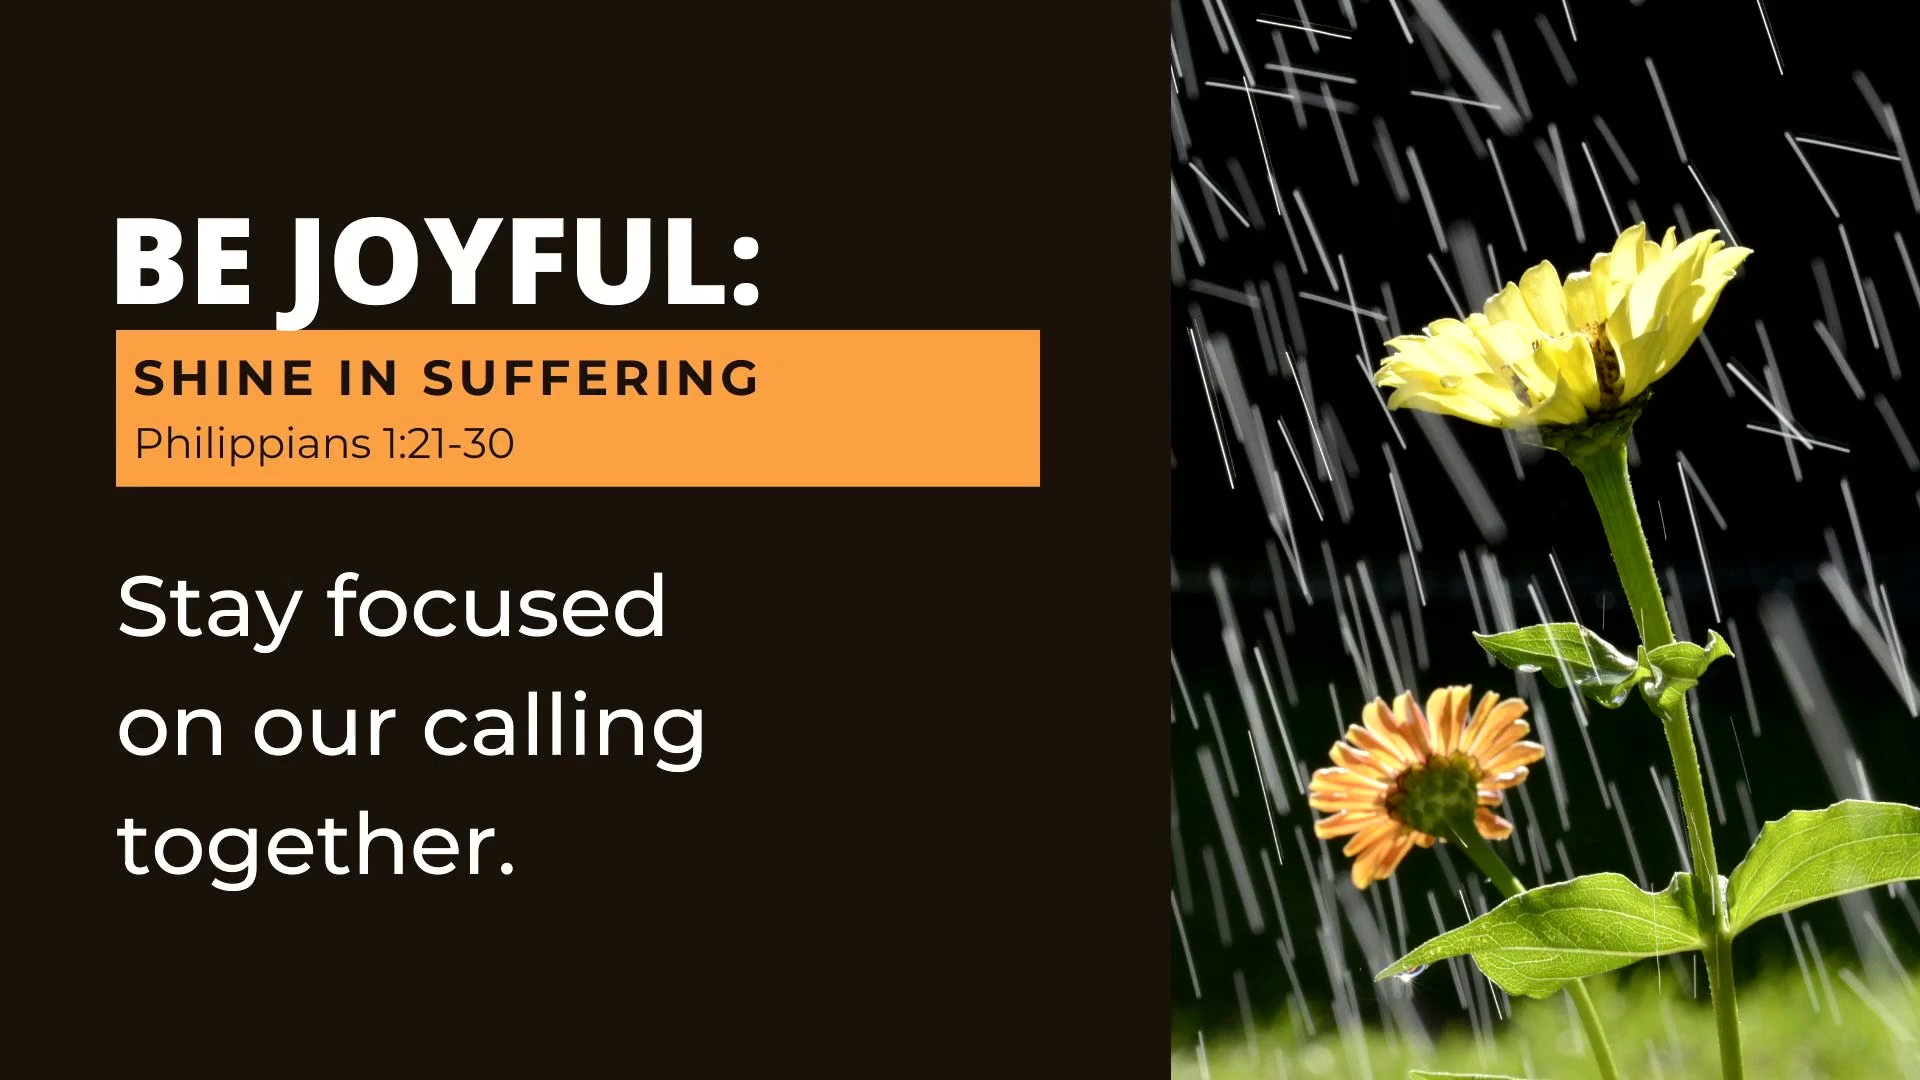 BE JOYFUL:
SHINE IN SUFFERING
Philippians 1:21-30
Stay focused
on our calling
together.